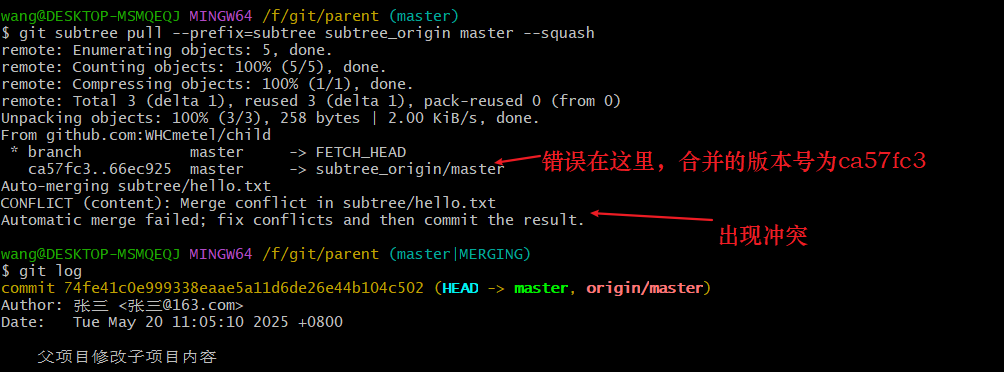 wang@DESKTOP-MSMQEQJ MINGW64 /f/git/parent (master)
$ git subtree pull --prefix=subtree subtree_origin master --squash
remote: Enumerating objects: 5, done.
remote: Counting objects: 100% (5/5), done.
remote: Compressing objects: 100% (1/1), done.
remote: Total 3 (delta 1), reused 3 (delta 1), pack-reused 0 (from 0)
Unpacking objects: 100% (3/3), 258 bytes | 2.00 KiB/s, done.
From github.com:WHCmetel/child
 * branch            master     -> FETCH_HEAD
   ca57fc3..66ec925  master     -> subtree_origin/master
错误在这里，合并的版本号为ca57fc3
Auto-merging subtree/hello.txt
CONFLICT (content): Merge conflict in subtree/hello.txt
Automatic merge failed; fix conflicts and then commit the result.
出现冲突
wang@DESKTOP-MSMQEQJ MINGW64 /f/git/parent (master|MERGING)
$ git log
commit 74fe41c0e999338eaae5a11d6de26e44b104c502 (HEAD -> master, origin/master)
Author: 张三 <张三@163.com>
Date:   Tue May 20 11:05:10 2025 +0800
父项目修改子项目内容